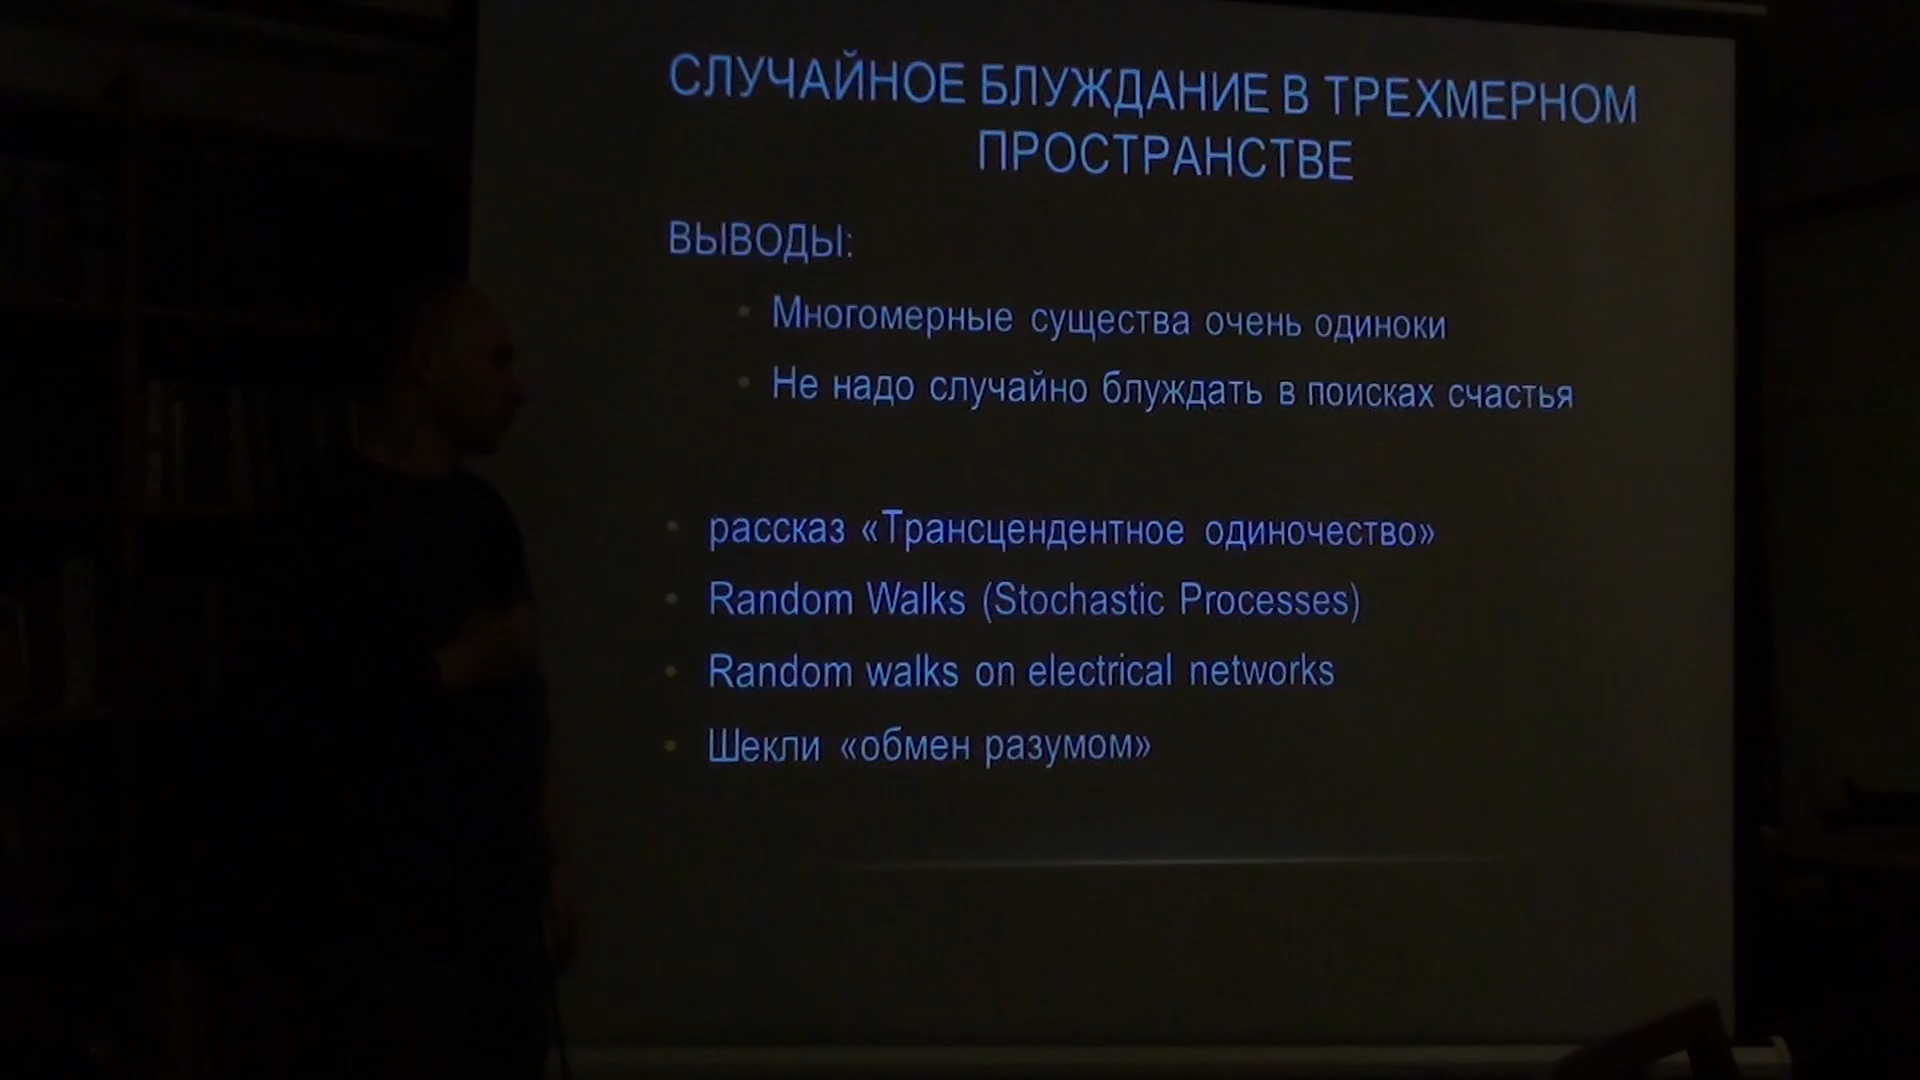 СЛУЧАЙНОЕ БЛУЖДАНИЕ В ТРЕХМЕРНОМ
ПРОСТРАНСТВЕ
ВЫВОДЫ:
• Многомерные существа очень одиноки
• Не надо случайно блуждать в поисках счастья
• рассказ «Трансцендентное одиночество»
• Random Walks (Stochastic Processes)
• Random walks on electrical networks
• Шекли «обмен разумом»